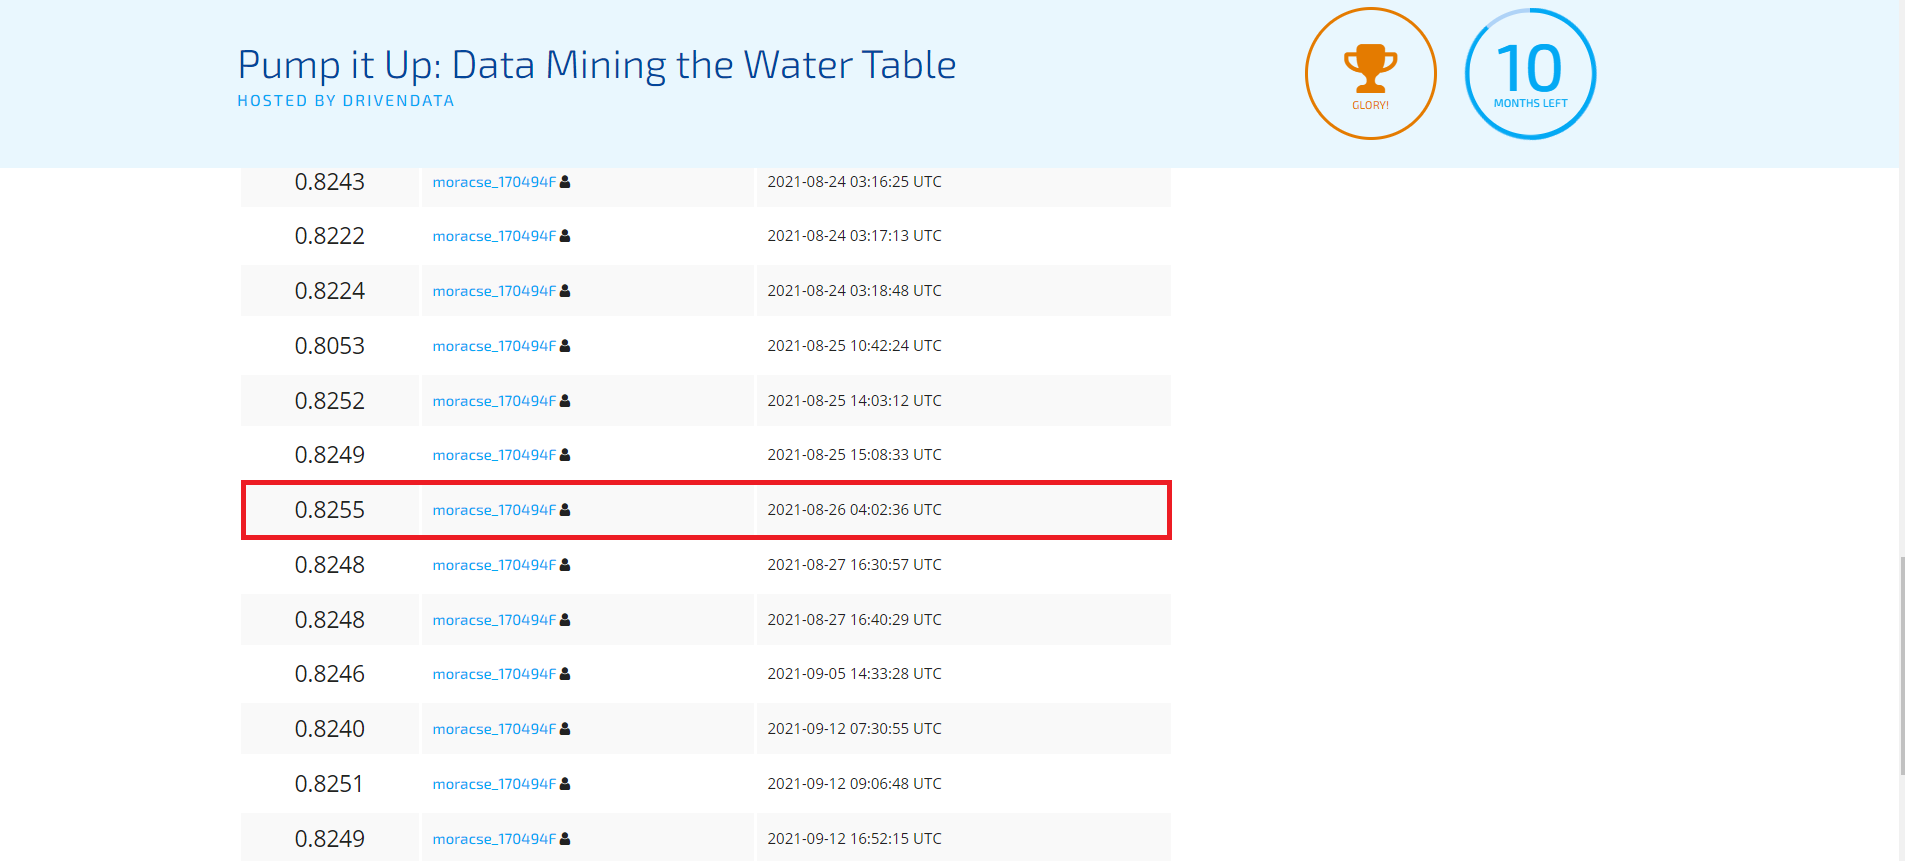 Pump it Up: Data Mining the Water Table
HOSTED BY DRIVENDATA
GLORY!
10
MONTHS LEFT
0.8243 moracse_170494F 2021-08-24 03:16:25 UTC
0.8222 moracse_170494F 2021-08-24 03:17:13 UTC
0.8224 moracse_170494F 2021-08-24 03:18:48 UTC
0.8053 moracse_170494F 2021-08-25 10:42:24 UTC
0.8252 moracse_170494F 2021-08-25 14:03:12 UTC
0.8249 moracse_170494F 2021-08-25 15:08:33 UTC
0.8255 moracse_170494F 2021-08-26 04:02:36 UTC
0.8248 moracse_170494F 2021-08-27 16:30:57 UTC
0.8248 moracse_170494F 2021-08-27 16:40:29 UTC
0.8246 moracse_170494F 2021-09-05 14:33:28 UTC
0.8240 moracse_170494F 2021-09-12 07:30:55 UTC
0.8251 moracse_170494F 2021-09-12 09:06:48 UTC
0.8249 moracse_170494F 2021-09-12 16:52:15 UTC